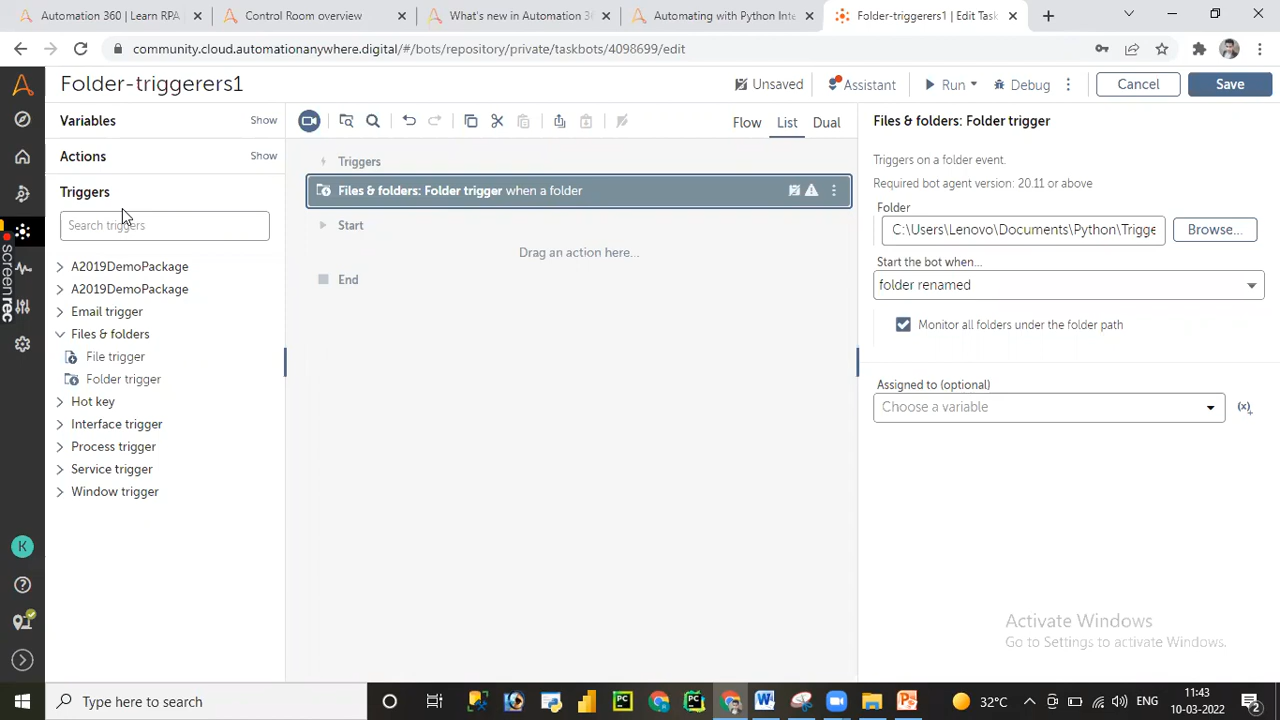 Automation 360 | Learn RPA
Control Room overview
What's new in Automation 3
Automating with Python Inte
Folder-triggerers1 | Edit Task
community.cloud.automationanywhere.digital/#/bots/repository/private/taskbots/4098699/edit
Folder-triggerers1
Unsaved
Assistant
Run
Debug
Cancel
Save
Variables
Show
Actions
Show
Triggers
Search triggers
A2019DemoPackage
A2019DemoPackage
Email trigger
Files & folders
File trigger
Folder trigger
Hot key
Interface trigger
Process trigger
Service trigger
Window trigger
Flow
List
Dual
Triggers
Files & folders: Folder trigger when a folder
Start
Drag an action here...
End
Files & folders: Folder trigger
Triggers on a folder event.
Required bot agent version: 20.11 or above
Folder
C:\Users\Lenovo\Documents\Python\Trigge
Browse...
Start the bot when...
folder renamed
Monitor all folders under the folder path
Assigned to (optional)
Choose a variable
(x)
Activate Windows
Go to Settings to activate Windows.
screenrec
K
Type here to search
32°C
ENG
11:43
10-03-2022
2